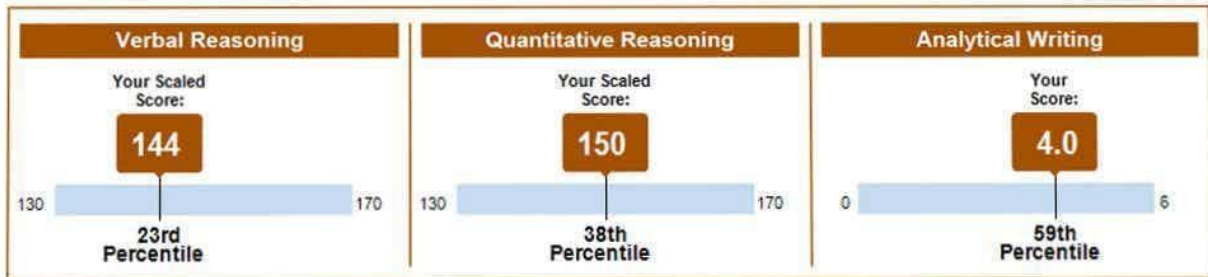 Verbal Reasoning
Your Scaled
Score:
144
130
170
23rd
Percentile
Quantitative Reasoning
Your Scaled
Score:
150
130
170
38th
Percentile
Analytical Writing
Your
Score:
4.0
0
6
59th
Percentile